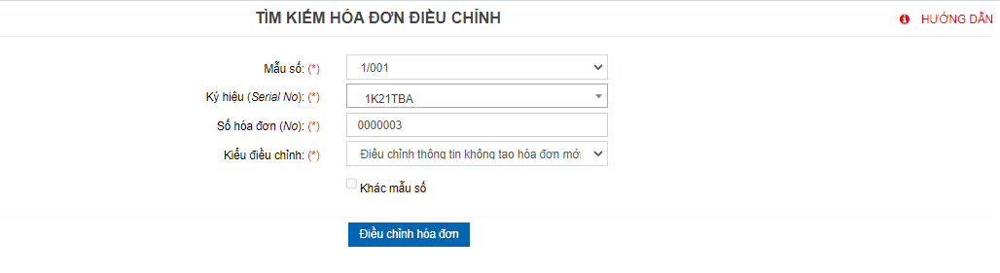 TÌM KIẾM HÓA ĐƠN ĐIỀU CHỈNH
HƯỚNG DẪN
Mẫu số: (*) 1/001
Ký hiệu (Serial No): (*) 1K21TBA
Số hóa đơn (No): (*) 0000003
Kiểu điều chỉnh: (*) Điều chỉnh thông tin không tao hóa đơn mới
Khác mẫu số
Điều chỉnh hóa đơn